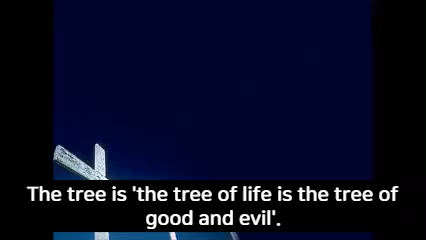 The tree is 'the tree of life is the tree of
good and evil'.